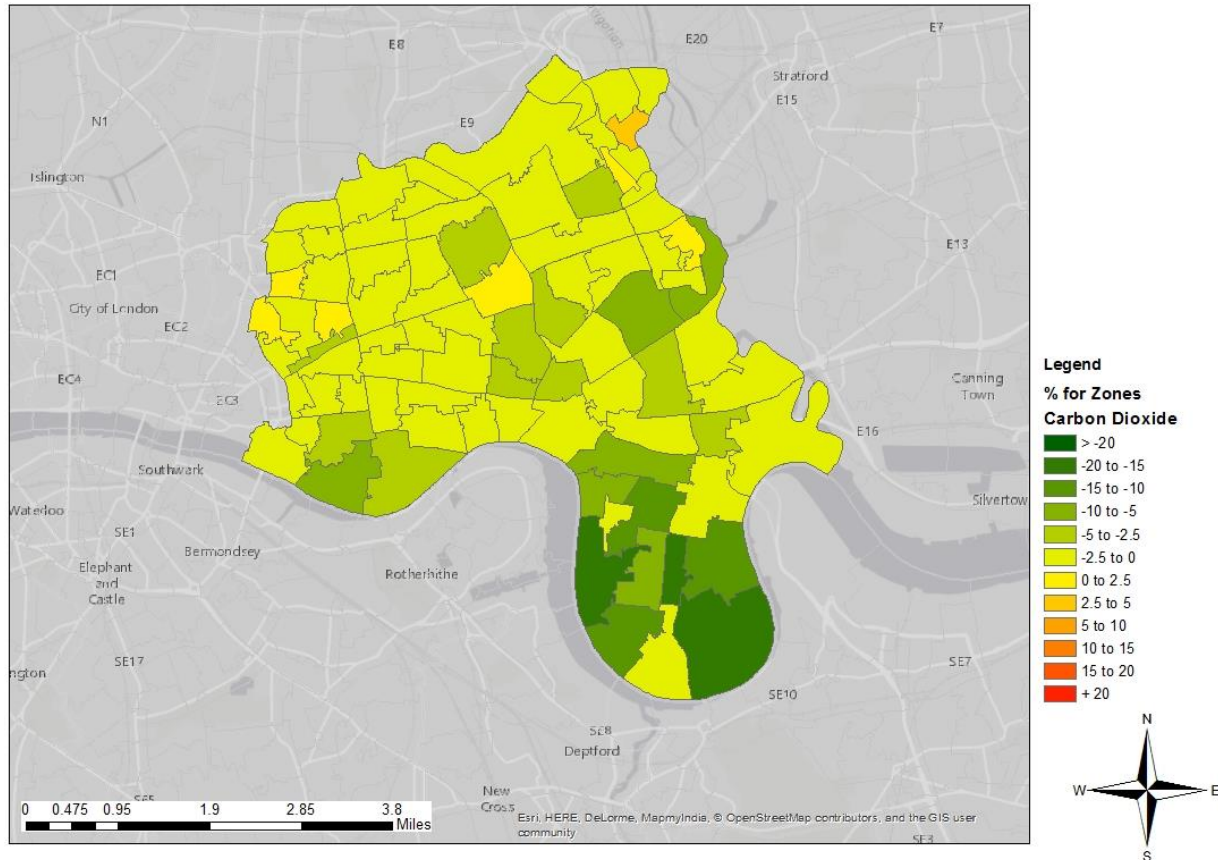 E7
E8
E20
Stratford
E15
N1
E9
Islington
E13
EC1
City of London
EC2
EC4
EC3
Canning
Town
E16
Southwark
Silvertow
Waterloo
SE1
Bermondsey
Rotherhithe
Elephant
and
Castle
SE17
SE7
ngton
SE10
SE8
Deptford
New
Cross
SE3
0 0.475 0.95 1.9 2.85 3.8
Miles
Esri, HERE, DeLorme, MapmyIndia, © OpenStreetMap contributors, and the GIS user
community
Legend
% for Zones
Carbon Dioxide
> -20
-20 to -15
-15 to -10
-10 to -5
-5 to -2.5
-2.5 to 0
0 to 2.5
2.5 to 5
5 to 10
10 to 15
15 to 20
+ 20
N
W E
S